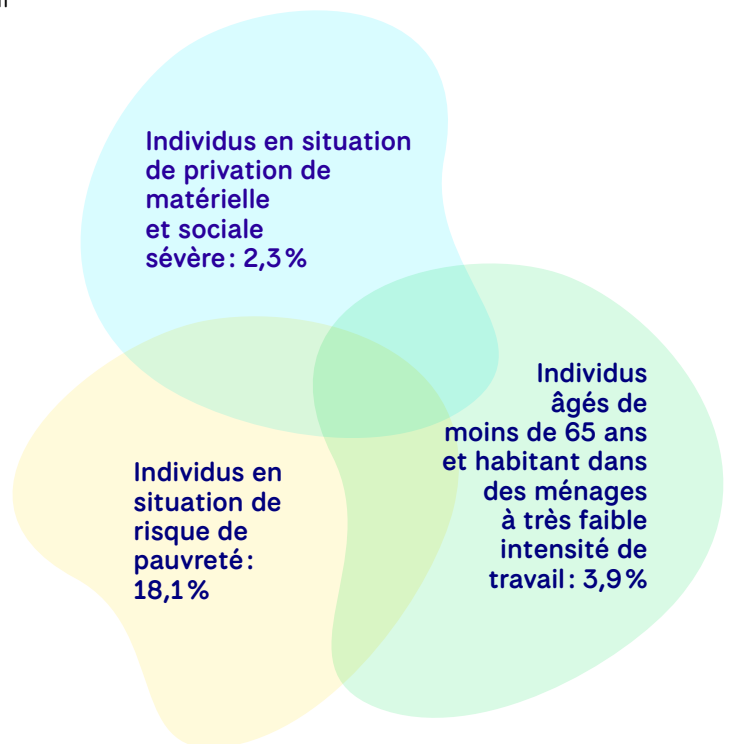 Individus en situation
de privation de
matérielle
et sociale
sévère : 2,3 %
Individus
âgés de
moins de 65 ans
et habitant dans
des ménages
à très faible
intensité de
travail : 3,9 %
Individus en
situation de
risque de
pauvreté :
18,1 %